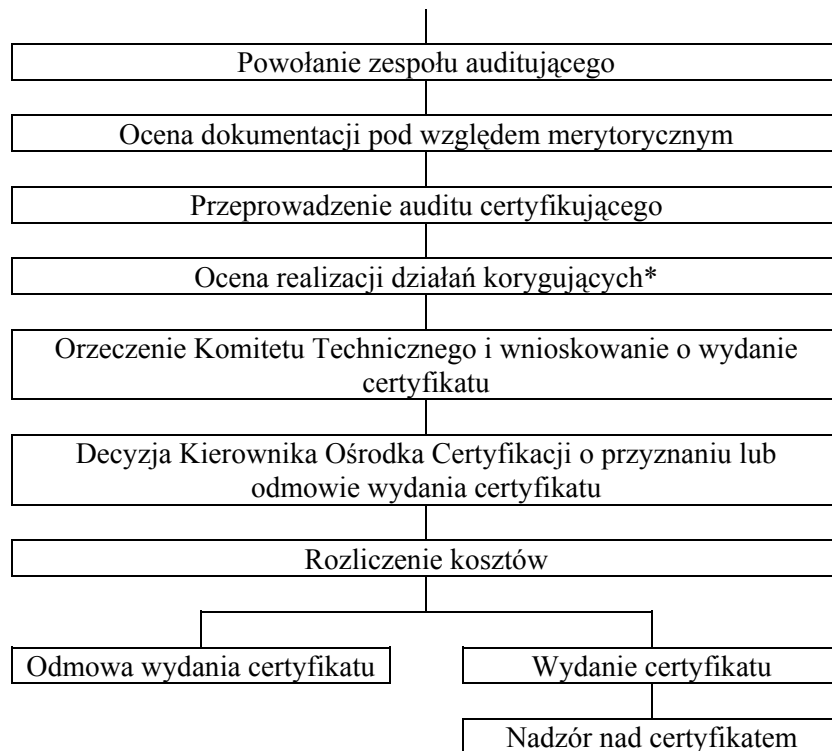 Powołanie zespołu auditującego
Ocena dokumentacji pod względem merytorycznym
Przeprowadzenie auditu certyfikującego
Ocena realizacji działań korygujących*
Orzeczenie Komitetu Technicznego i wnioskowanie o wydanie
certyfikatu
Decyzja Kierownika Ośrodka Certyfikacji o przyznaniu lub
odmowie wydania certyfikatu
Rozliczenie kosztów
Odmowa wydania certyfikatu
Wydanie certyfikatu
Nadzór nad certyfikatem